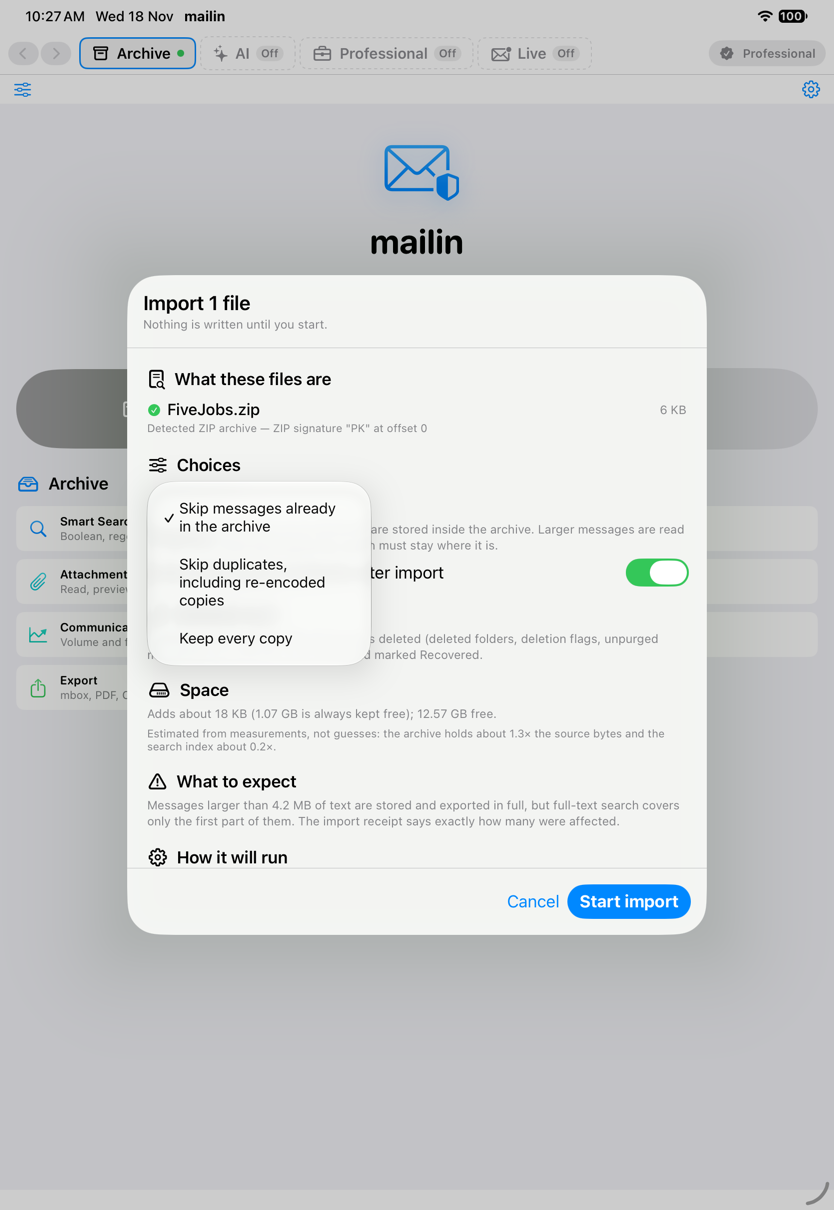 10:27 AM Wed 18 Nov mailin
100
Archive
AI Off
Professional Off
Live Off
Professional
mailin
Import 1 file
Nothing is written until you start.
What these files are
FiveJobs.zip 6 KB
Detected ZIP archive — ZIP signature "PK" at offset 0
Choices
Skip messages already
in the archive
Skip duplicates,
including re-encoded
copies
Keep every copy
are stored inside the archive. Larger messages are read
must stay where it is.
ter import
s deleted (deleted folders, deletion flags, unpurged
d marked Recovered.
Space
Adds about 18 KB (1.07 GB is always kept free); 12.57 GB free.
Estimated from measurements, not guesses: the archive holds about 1.3× the source bytes and the
search index about 0.2×.
What to expect
Messages larger than 4.2 MB of text are stored and exported in full, but full-text search covers
only the first part of them. The import receipt says exactly how many were affected.
How it will run
Cancel
Start import
Archive
Smart Searc
Boolean, reg
Attachment
Read, preview
Communica
Volume and f
Export
mbox, PDF, C